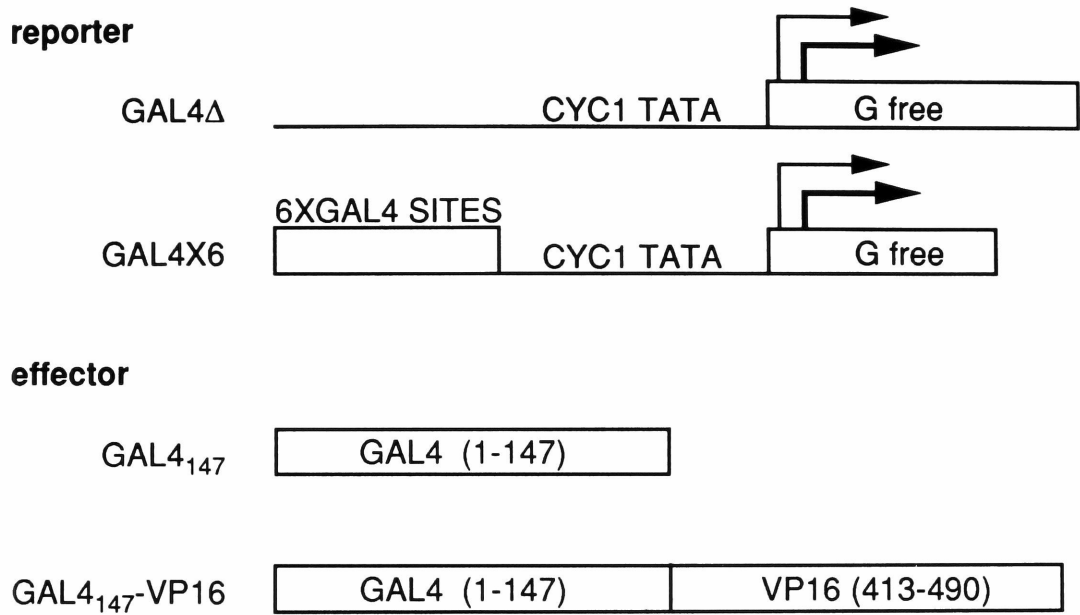 reporter
GAL4Δ
CYC1 TATA
G free
6XGAL4 SITES
GAL4X6
CYC1 TATA
G free
effector
GAL4₁₄₇
GAL4 (1-147)
GAL4₁₄₇-VP16
GAL4 (1-147)
VP16 (413-490)